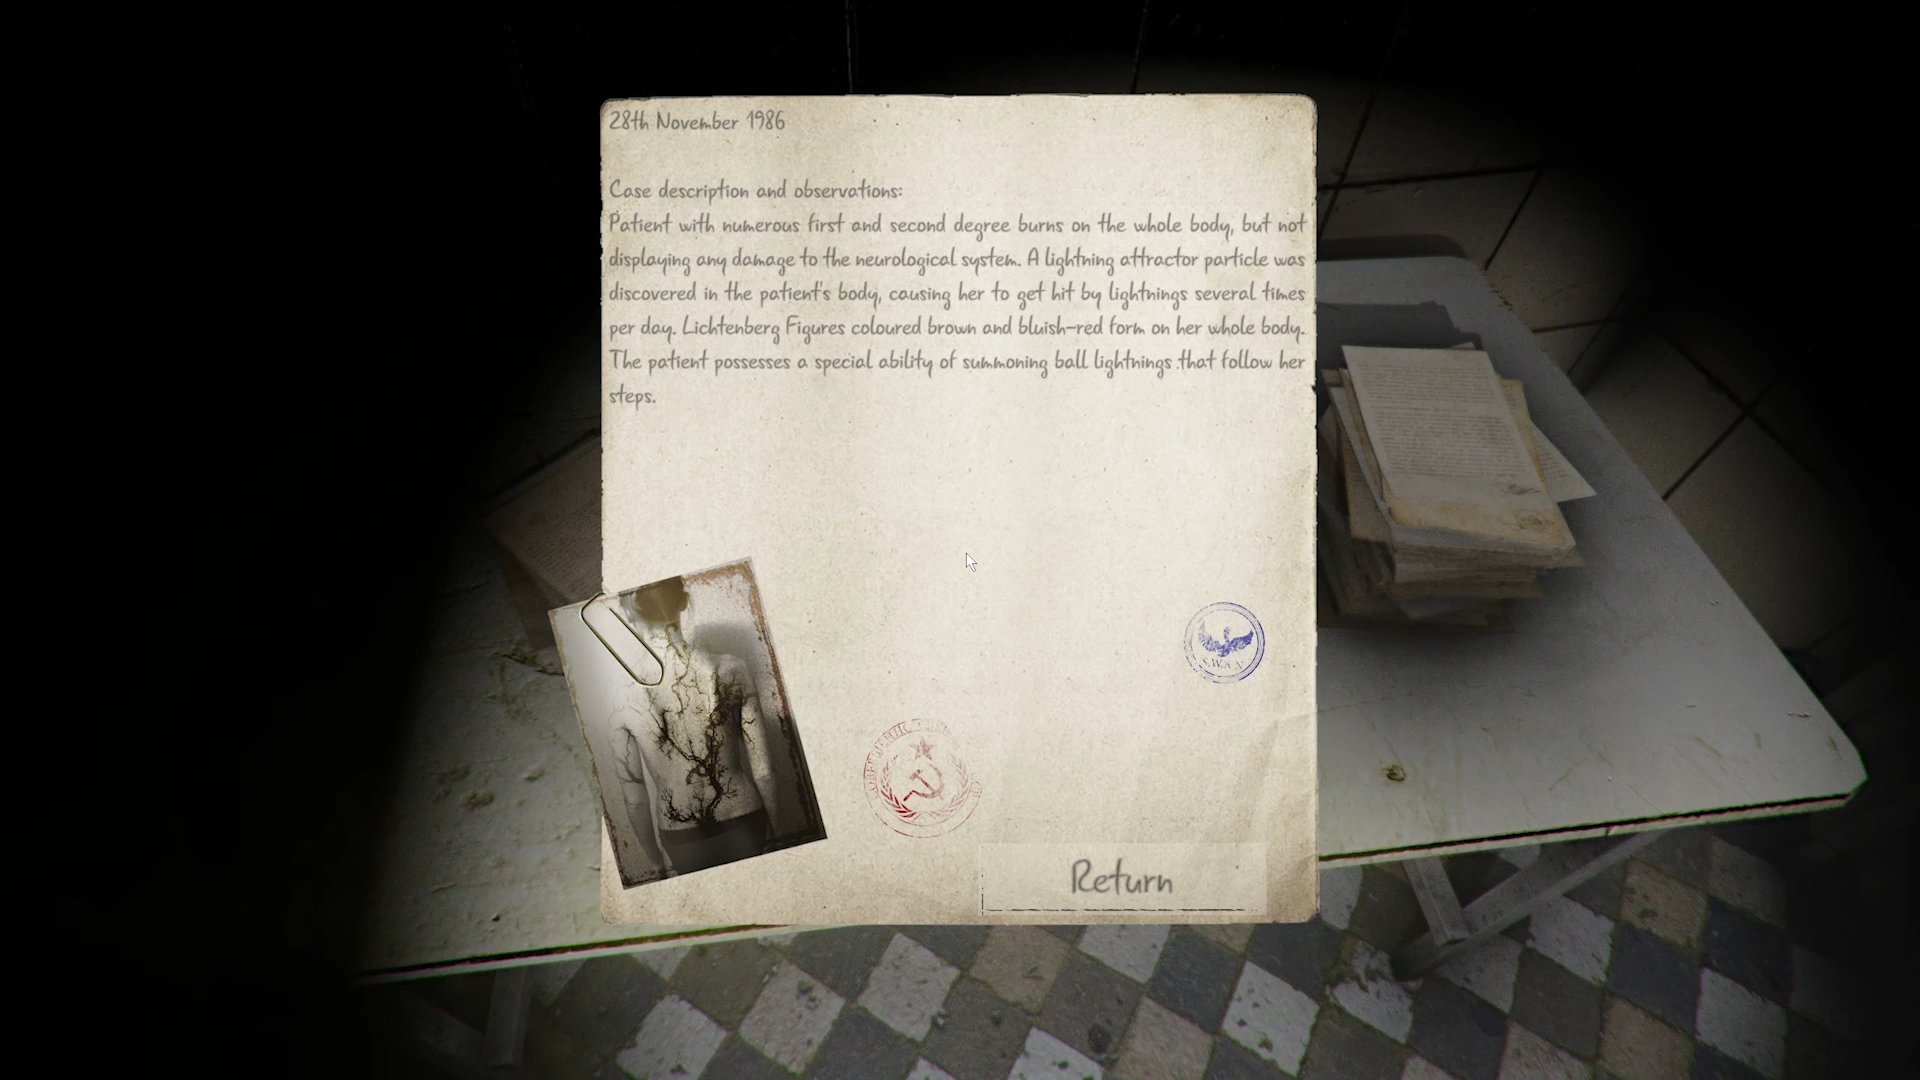 28th November 1986
Case description and observations:
Patient with numerous first and second degree burns on the whole body, but not
displaying any damage to the neurological system. A lightning attractor particle was
discovered in the patient's body, causing her to get hit by lightnings several times
per day. Lichtenberg Figures coloured brown and bluish-red form on her whole body.
The patient possesses a special ability of summoning ball lightnings that follow her
steps.
S.W.A.N
Return